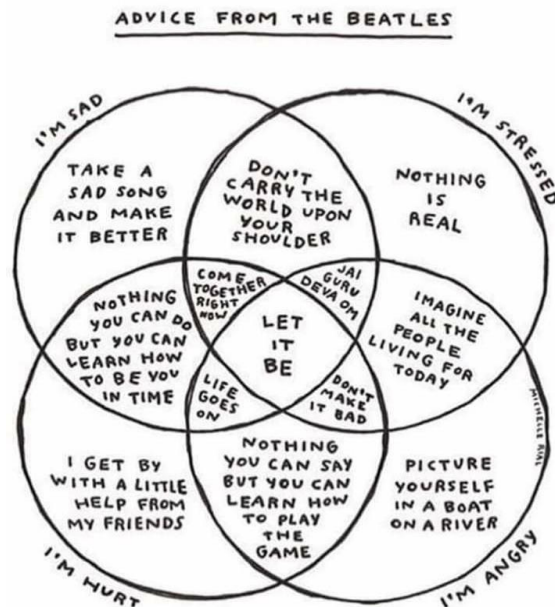 ADVICE FROM THE BEATLES
I'M SAD
I'M STRESSED
TAKE A
SAD SONG
AND MAKE
IT BETTER
DON'T
CARRY THE
WORLD UPON
YOUR
SHOULDER
NOTHING
IS
REAL
COME
TOGETHER
RIGHT
NOW
JAI
GURU
DEVA OM
NOTHING
YOU CAN DO
BUT YOU CAN
LEARN HOW
TO BE YOU
IN TIME
LET
IT
BE
IMAGINE
ALL THE
PEOPLE
LIVING FOR
TODAY
LIFE
GOES
ON
DON'T
MAKE
IT BAD
I GET BY
WITH A LITTLE
HELP FROM
MY FRIENDS
NOTHING
YOU CAN SAY
BUT YOU CAN
LEARN HOW
TO PLAY
THE
GAME
PICTURE
YOURSELF
IN A BOAT
ON A RIVER
MICHELLE RIAL
I'M HURT
I'M ANGRY